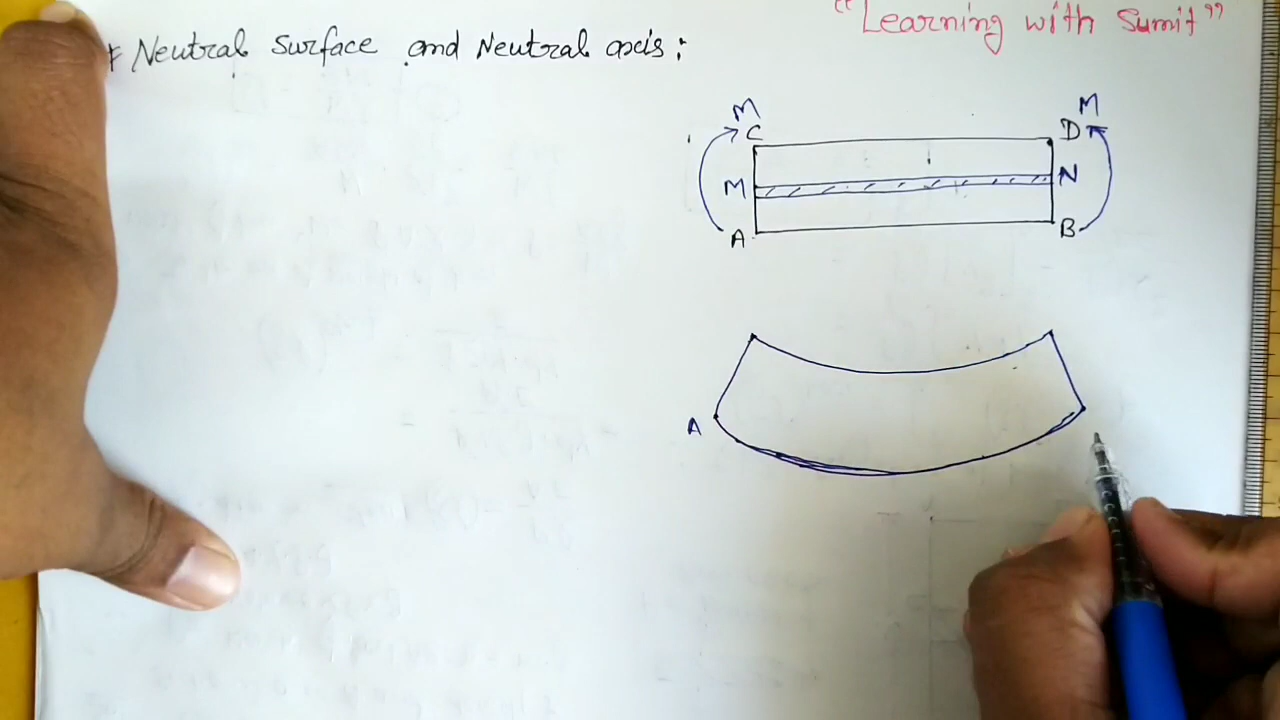 "Learning with Sumit"
* Neutral Surface and Neutral axis:
M M
C D
M N
A B
A